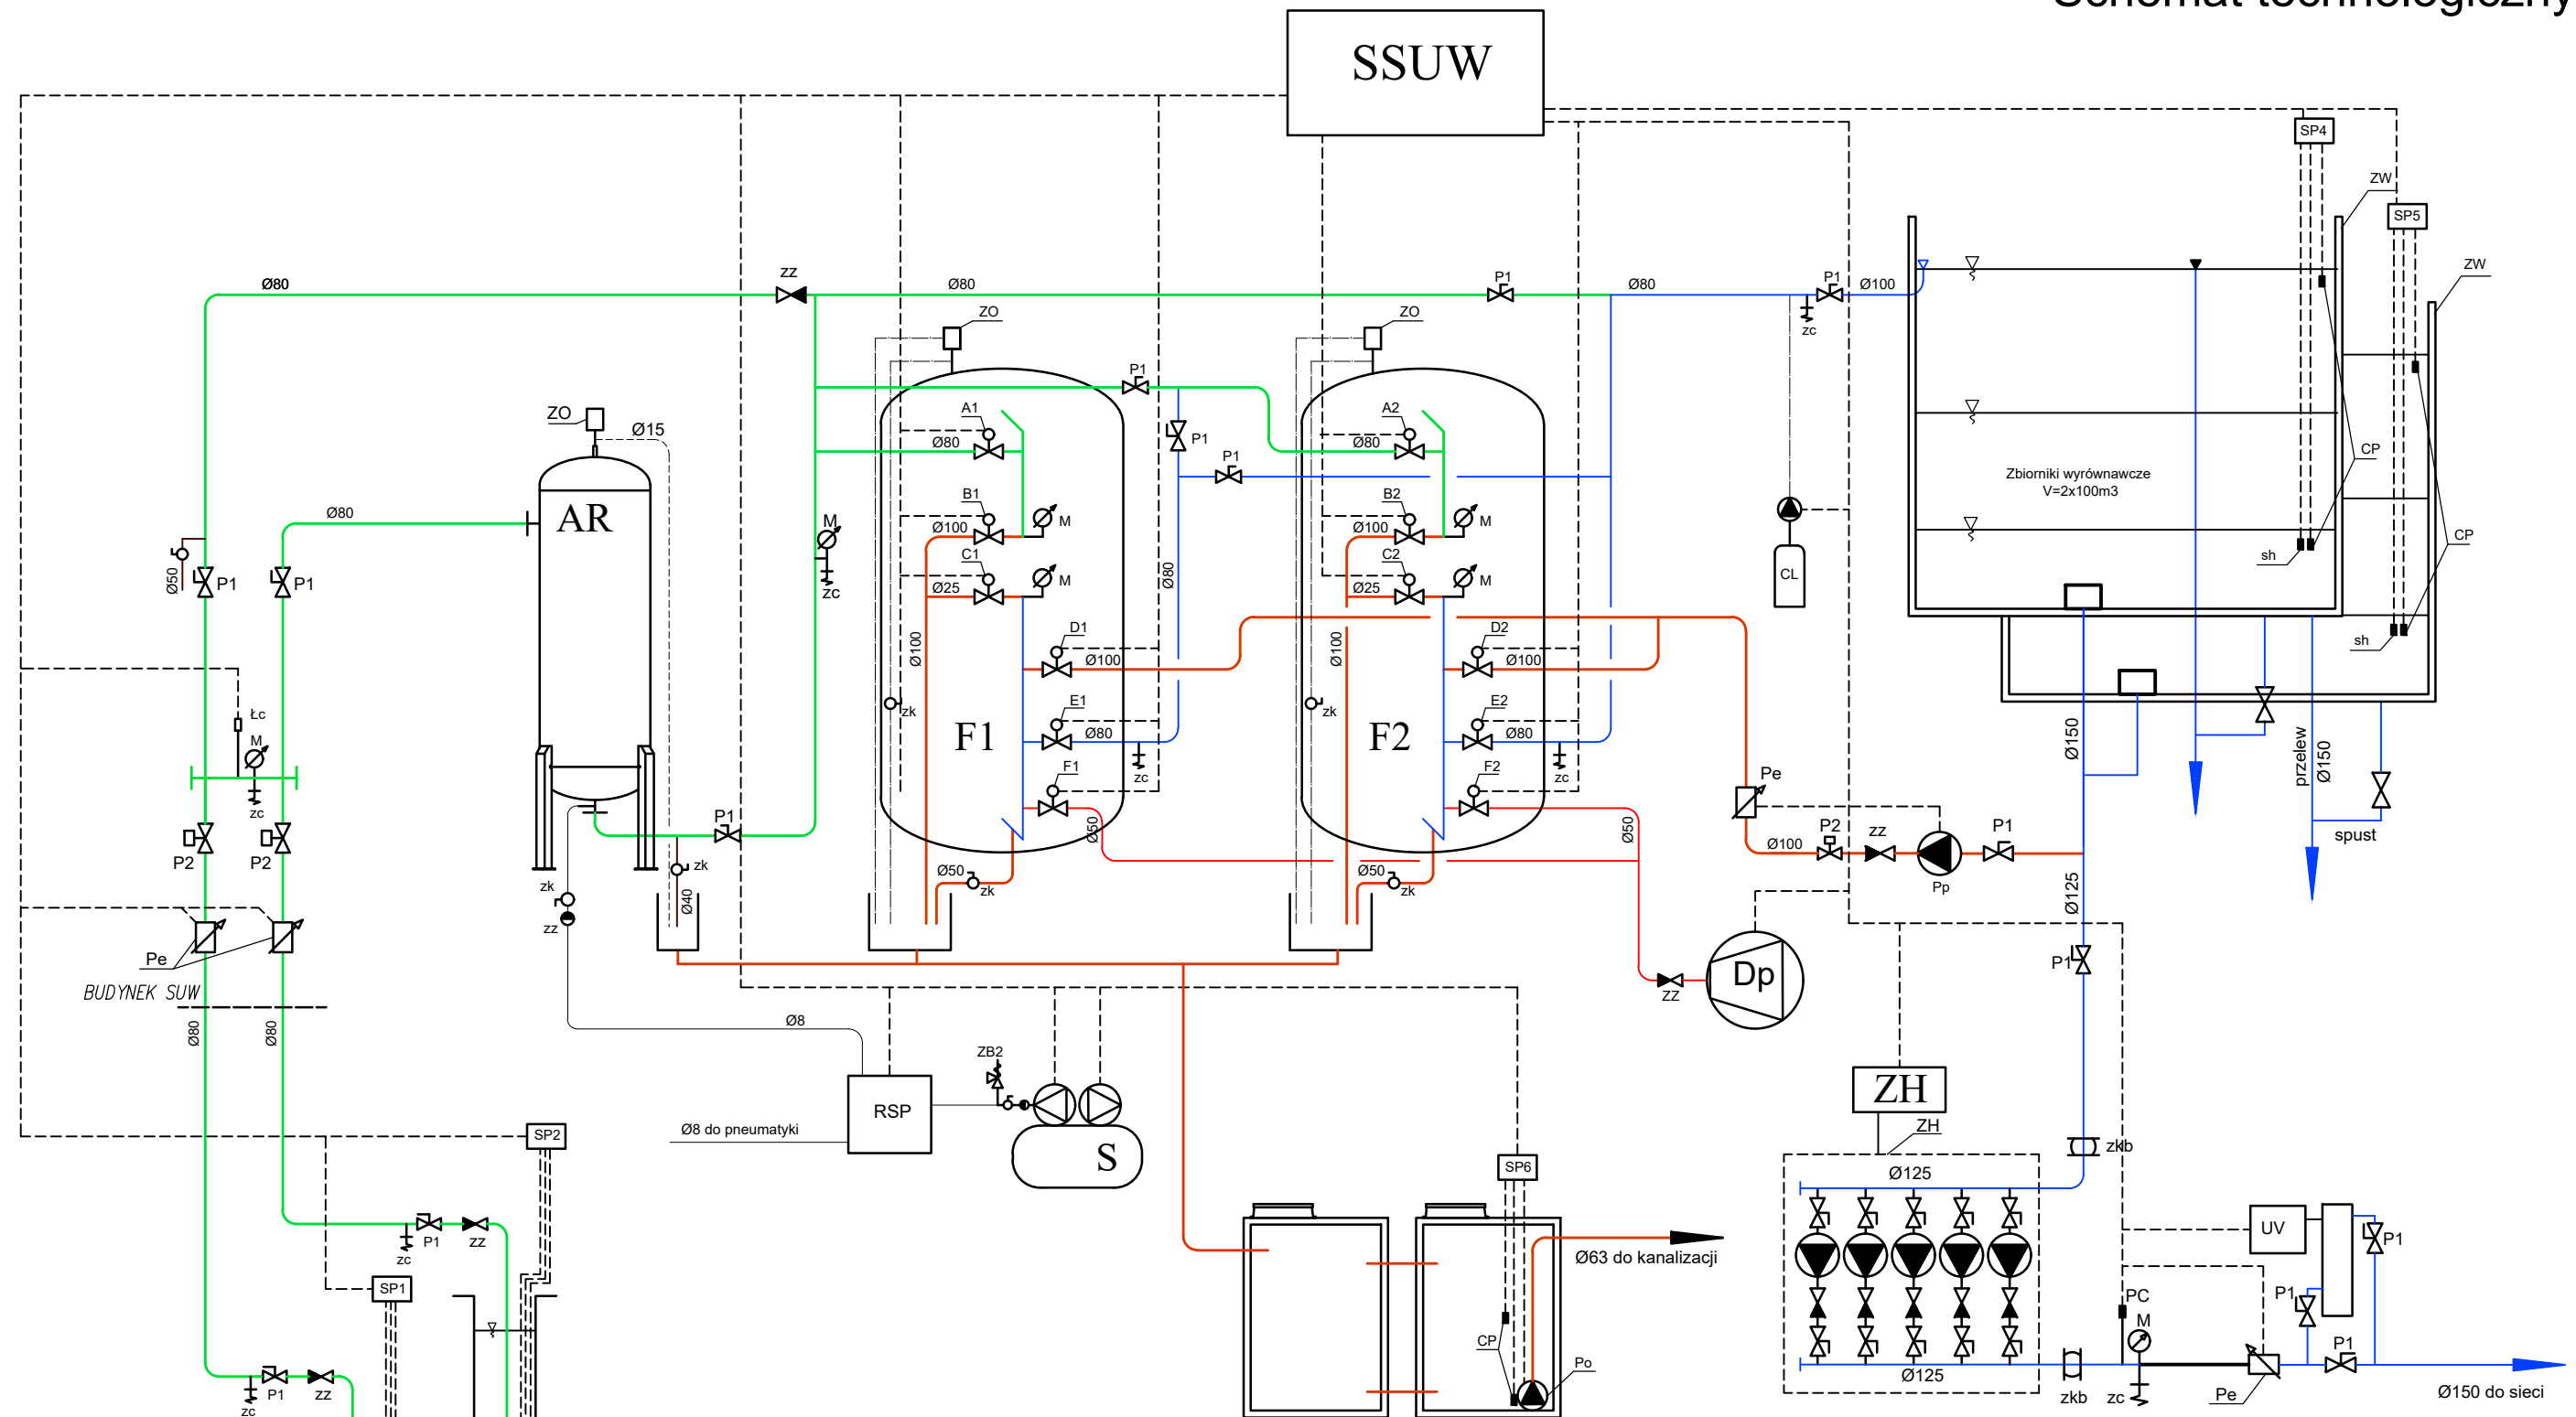 Schemat technologiczny
SSUW
SP4
ZW
SP5
ZW
Ø80
zz
Ø80
P1
Ø80
P1
Ø100
zc
ZO
ZO
ZO
Ø15
P1
A1
Ø80
P1
P1
A2
Ø80
Zbiorniki wyrównawcze
V=2x100m3
CP
CP
AR
Ø80
M
zc
B1
Ø100
M
C1
Ø25
M
Ø80
B2
Ø100
M
C2
Ø25
M
CL
sh
sh
Ø50
P1
P1
Ø100
D1
Ø100
Ø100
D2
Ø100
Łc
M
zc
zk
F1
E1
Ø80
zc
F1
Ø50
zk
F2
E2
Ø80
zc
F2
Ø50
Ø150
przelew
Ø150
spust
Pe
P2
P2
P1
zk
Ø40
zk
zz
Ø50
zk
Ø50
zk
Ø100
P2
zz
Pp
P1
Ø125
P1
Pe
BUDYNEK SUW
Ø80
Ø80
Dp
zz
Ø8
ZB2
RSP
Ø8 do pneumatyki
S
ZH
ZH
zkb
SP2
SP6
Ø125
zc
P1
zz
SP1
Ø63 do kanalizacji
UV
P1
P1
PC
M
P1
CP
Po
zc
P1
zz
Ø125
zkb
zc
Pe
Ø150 do sieci